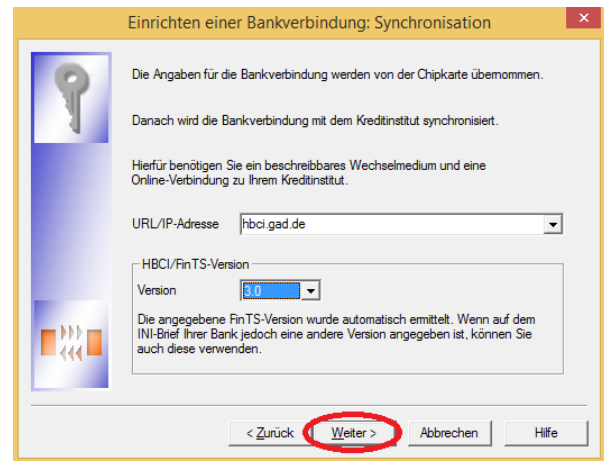 Einrichten einer Bankverbindung: Synchronisation
Die Angaben für die Bankverbindung werden von der Chipkarte übernommen.
Danach wird die Bankverbindung mit dem Kreditinstitut synchronisiert.
Hierfür benötigen Sie ein beschreibbares Wechselmedium und eine
Online-Verbindung zu Ihrem Kreditinstitut.
URL/IP-Adresse hbci.gad.de
HBCI/FinTS-Version
Version 3.0
Die angegebene FinTS-Version wurde automatisch ermittelt. Wenn auf dem
INI-Brief Ihrer Bank jedoch eine andere Version angegeben ist, können Sie
auch diese verwenden.
< Zurück Weiter > Abbrechen Hilfe